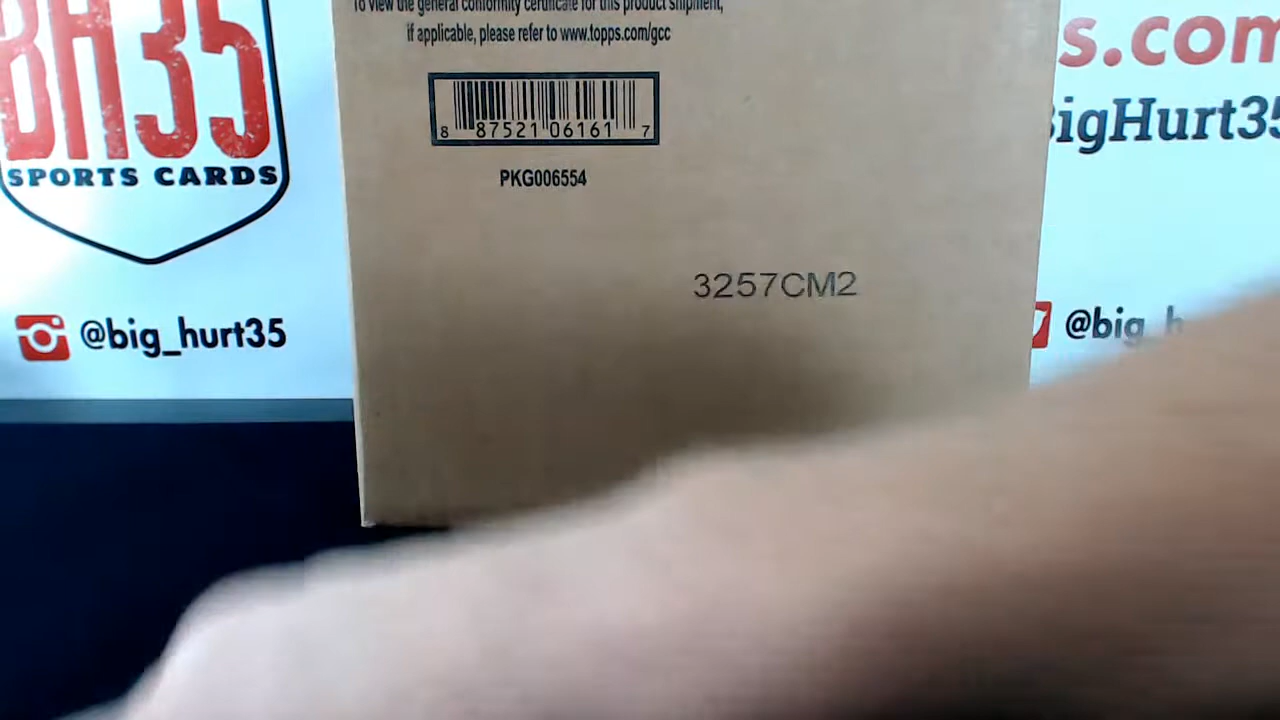 To view the general conformity certificate for this product shipment,
if applicable, please refer to www.topps.com/gcc
8 87521 06161 7
PKG006554
3257CM2
BH35
SPORTS CARDS
@big_hurt35
s.com
BigHurt35
@big_h